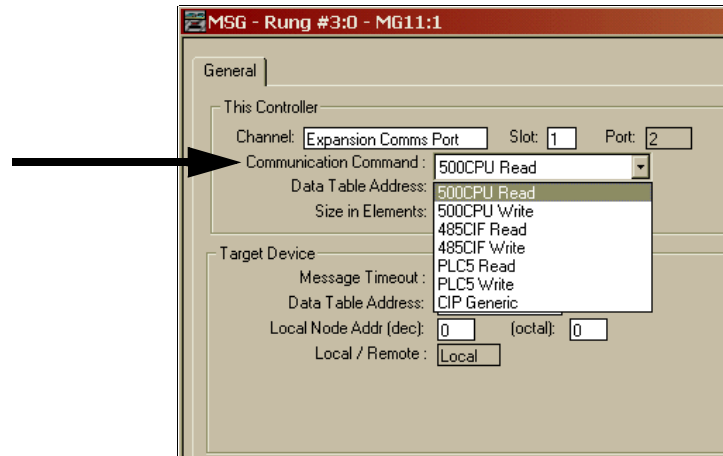 MSG - Rung #3:0 - MG11:1
General
This Controller
Channel: Expansion Comms Port Slot: 1 Port: 2
Communication Command : 500CPU Read
Data Table Address: 500CPU Read
Size in Elements: 500CPU Write
485CIF Read
485CIF Write
Target Device PLC5 Read
Message Timeout : PLC5 Write
Data Table Address: CIP Generic
Local Node Addr (dec): 0 (octal): 0
Local / Remote : Local